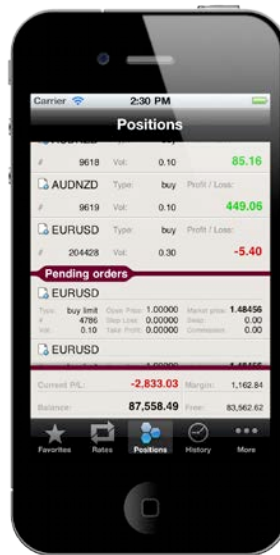 Carrier 2:30 PM
Positions
AUDNZD Type: buy
# 9618 Vol: 0.10 85.16
AUDNZD Type: buy Profit / Loss:
# 9619 Vol: 0.10 449.06
EURUSD Type: buy Profit / Loss:
# 204428 Vol: 0.30 -5.40
Pending orders
EURUSD
Type: buy limit Open Price: 1.00000 Market price: 1.48456
# 4786 Stop Loss: 0.00000 Swap: 0.00
Vol: 0.10 Take Profit: 0.00000 Commission: 0.00
EURUSD
Current P/L: -2,833.03 Margin: 1,162.84
Balance: 87,558.49 Free: 83,562.62
Favorites Rates Positions History More